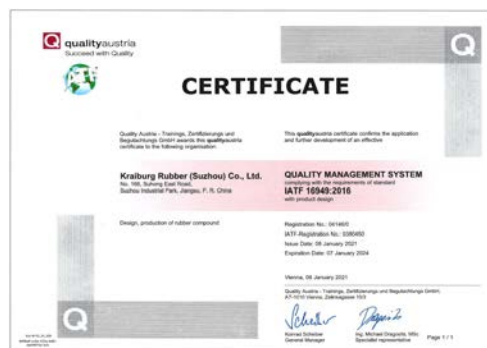 qualityaustria
Succeed with Quality
Q
CERTIFICATE
Quality Austria - Trainings, Zertifizierungs und
Begutachtungs GmbH awards this qualityaustria
certificate to the following organisation:
This qualityaustria certificate confirms the application
and further development of an effective
Kraiburg Rubber (Suzhou) Co., Ltd.
No. 168, Suhong East Road,
Suzhou Industrial Park, Jiangsu, P. R. China
QUALITY MANAGEMENT SYSTEM
complying with the requirements of standard
IATF 16949:2016
with product design
Design, production of rubber compound
Registration No.:
IATF-Registration No.:
Issue Date: 08 January 2021
Expiration Date: 07 January 2024
Vienna, 08 January 2021
Quality Austria - Trainings, Zertifizierungs und Begutachtungs GmbH,
AT-1010 Vienna, Zelinkagasse 10/3
Q
Konrad Scheiber
General Manager
Ing. Michael Dragosits, MSc
Specialist representative
Page 1 / 1